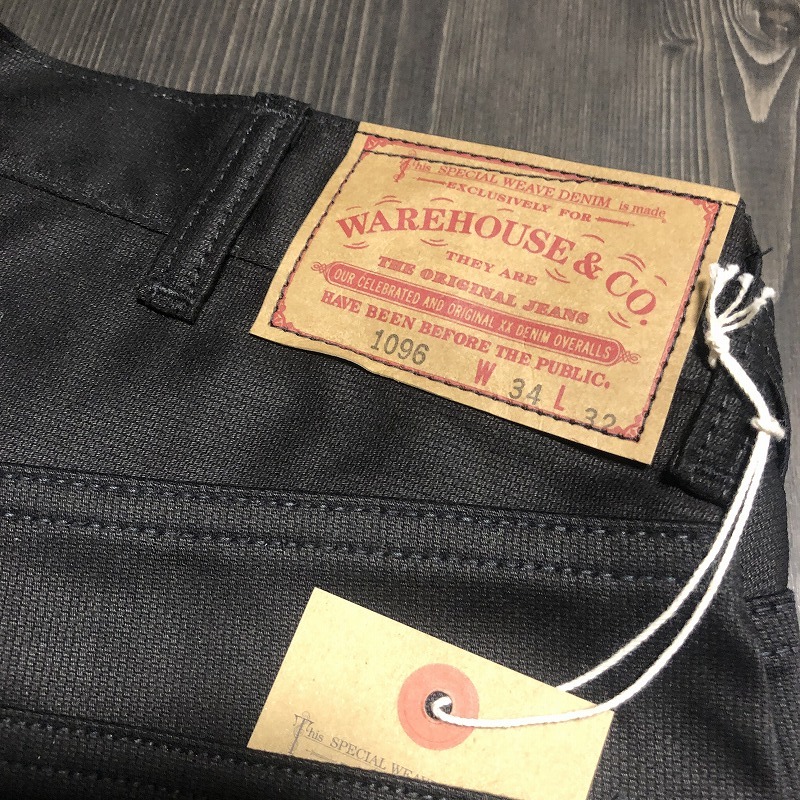 This SPECIAL WEAVE DENIM is made
EXCLUSIVELY FOR
WAREHOUSE & CO.
THEY ARE
THE ORIGINAL JEANS
OUR CELEBRATED AND ORIGINAL XX DENIM OVERALLS
HAVE BEEN BEFORE THE PUBLIC.
1096 W 34 L 32
This SPECIAL WEAV